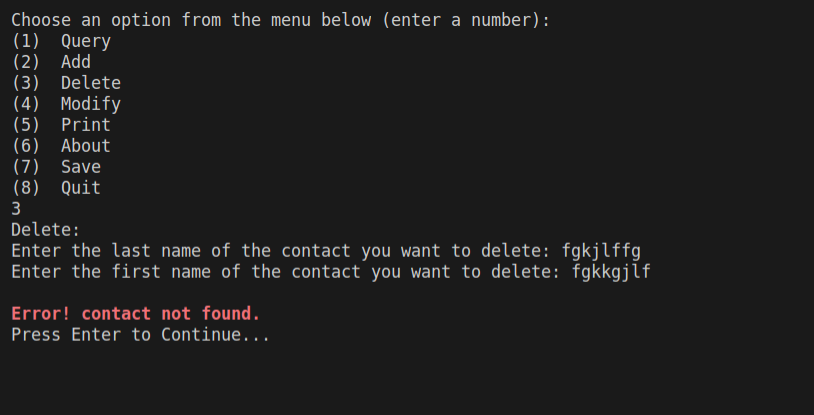 Choose an option from the menu below (enter a number):
(1)  Query
(2)  Add
(3)  Delete
(4)  Modify
(5)  Print
(6)  About
(7)  Save
(8)  Quit
3
Delete:
Enter the last name of the contact you want to delete: fgkjlffg
Enter the first name of the contact you want to delete: fgkkgjlf
Error! contact not found.
Press Enter to Continue...